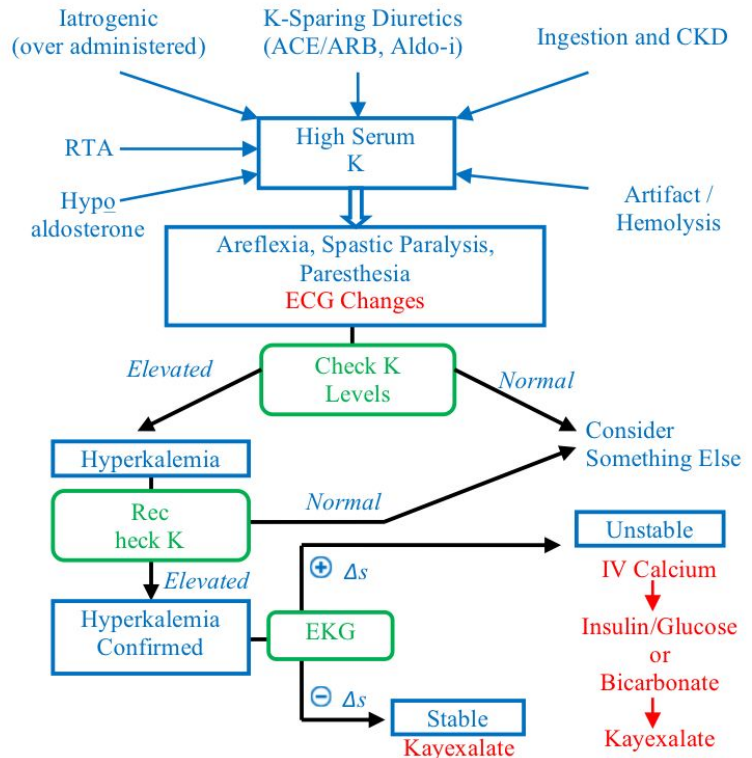 Iatrogenic
(over administered)
K-Sparing Diuretics
(ACE/ARB, Aldo-i)
Ingestion and CKD
RTA
High Serum
K
Hypo
aldosterone
Artifact /
Hemolysis
Areflexia, Spastic Paralysis,
Paresthesia
ECG Changes
Elevated
Check K
Levels
Normal
Hyperkalemia
Consider
Something Else
Rec
heck K
Normal
Elevated
Hyperkalemia
Confirmed
EKG
⊕ Δs
Unstable
IV Calcium
Insulin/Glucose
or
Bicarbonate
Kayexalate
⊖ Δs
Stable
Kayexalate